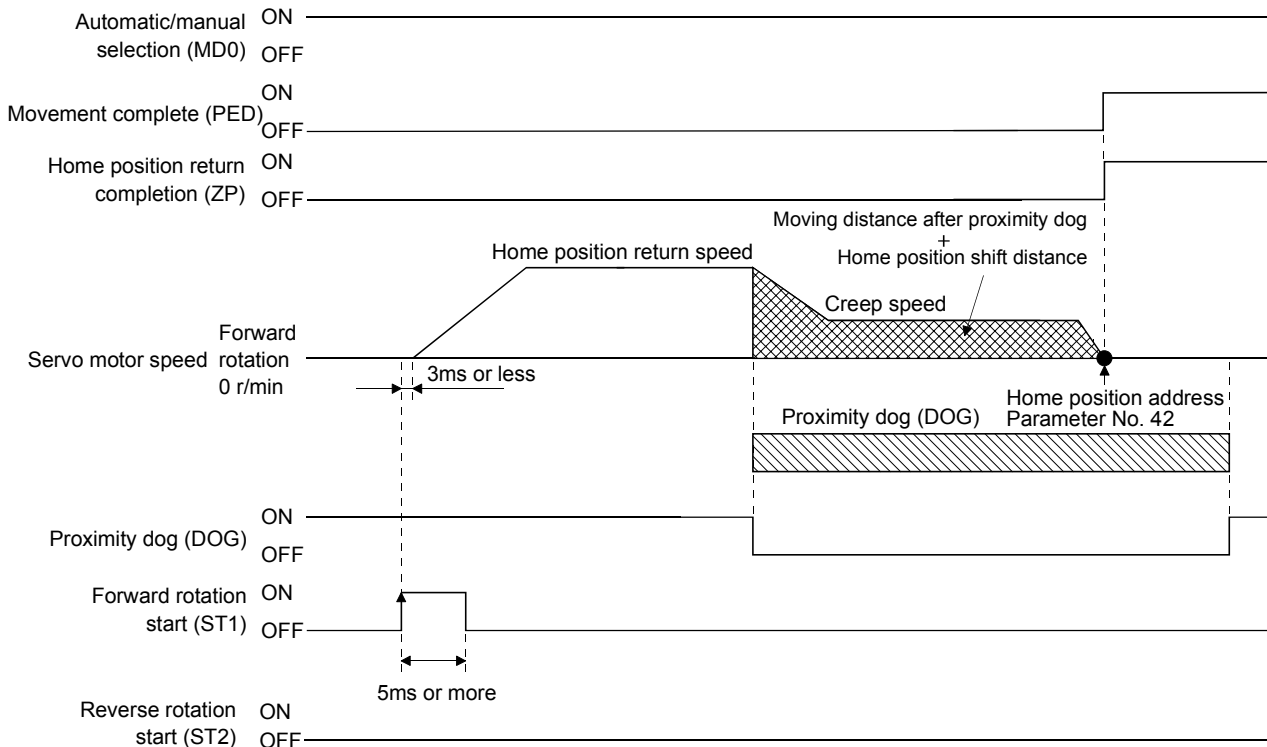 Automatic/manual
selection (MD0)
ON
OFF
Movement complete (PED)
ON
OFF
Home position return
completion (ZP)
ON
OFF
Moving distance after proximity dog
+
Home position shift distance
Home position return speed
Creep speed
Servo motor speed
Forward
rotation
0 r/min
3ms or less
Home position address
Parameter No. 42
Proximity dog (DOG)
Proximity dog (DOG)
ON
OFF
Forward rotation
start (ST1)
ON
OFF
5ms or more
Reverse rotation
start (ST2)
ON
OFF